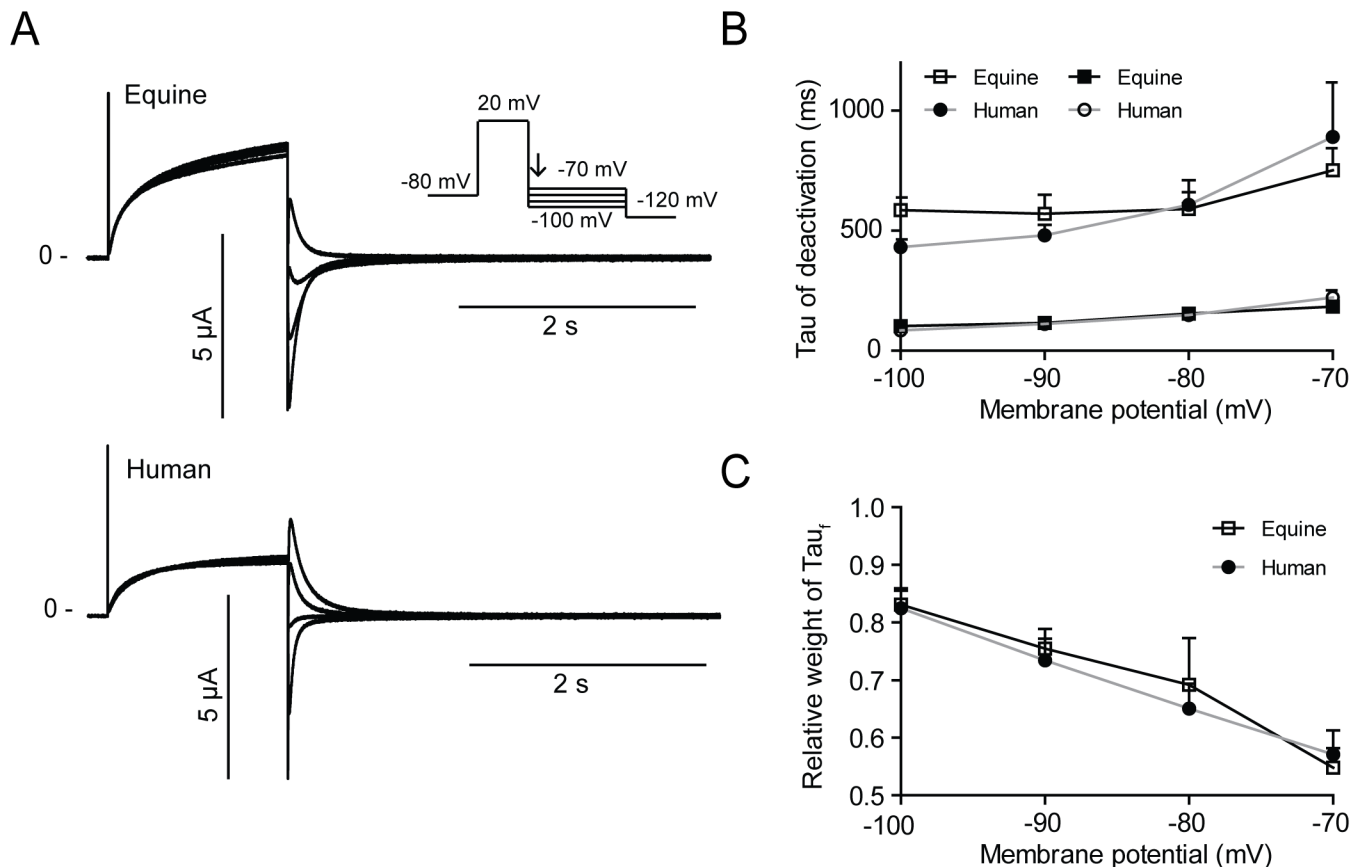 A
Equine
20 mV
-80 mV
-70 mV
-100 mV
-120 mV
0 -
5 µA
2 s
Human
0 -
5 µA
2 s
B
Equine Equine
Human Human
Tau of deactivation (ms)
1000
500
0
-100 -90 -80 -70
Membrane potential (mV)
C
Equine
Human
Relative weight of Tauf
1.0
0.9
0.8
0.7
0.6
0.5
-100 -90 -80 -70
Membrane potential (mV)